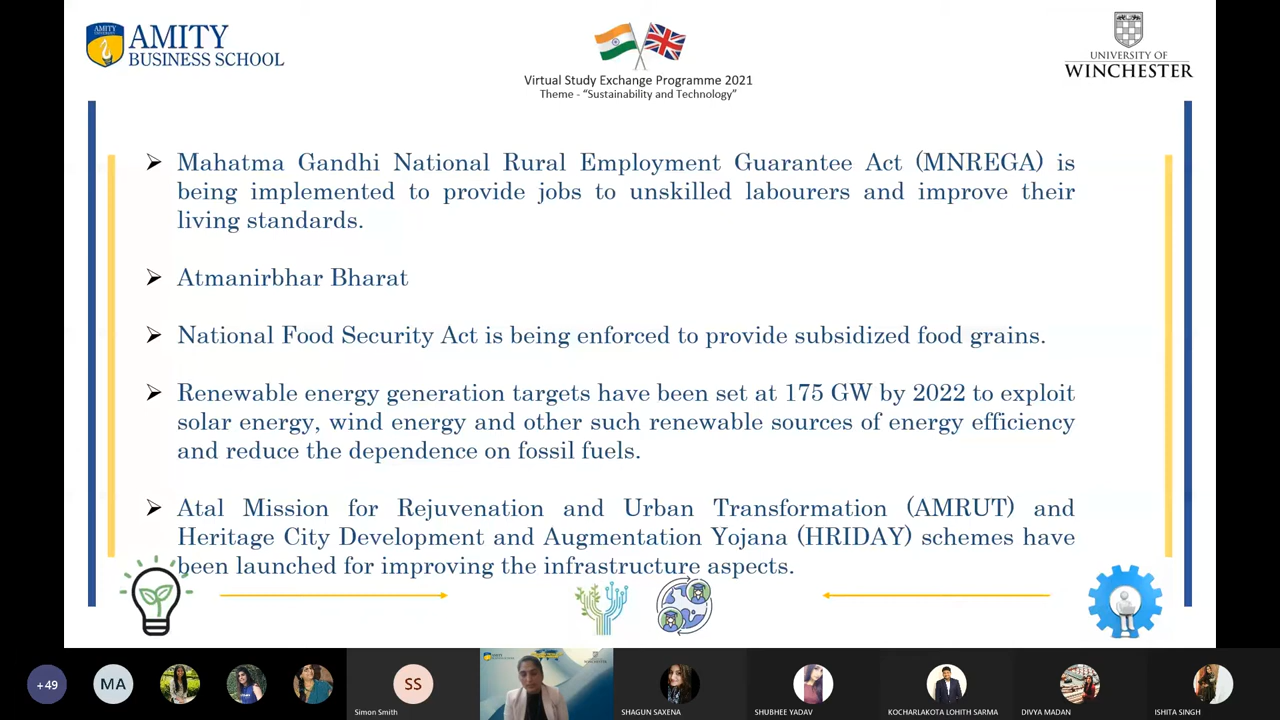 AMITY
BUSINESS SCHOOL
Virtual Study Exchange Programme 2021
Theme - “Sustainability and Technology”
UNIVERSITY OF
WINCHESTER
Mahatma Gandhi National Rural Employment Guarantee Act (MNREGA) is
being implemented to provide jobs to unskilled labourers and improve their
living standards.
Atmanirbhar Bharat
National Food Security Act is being enforced to provide subsidized food grains.
Renewable energy generation targets have been set at 175 GW by 2022 to exploit
solar energy, wind energy and other such renewable sources of energy efficiency
and reduce the dependence on fossil fuels.
Atal Mission for Rejuvenation and Urban Transformation (AMRUT) and
Heritage City Development and Augmentation Yojana (HRIDAY) schemes have
been launched for improving the infrastructure aspects.
+49
MA
SS
Simon Smith
SHAGUN SAXENA
SHUBHEE YADAV
KOCHARLAKOTA LOHITH SARMA
DIVYA MADAN
ISHITA SINGH